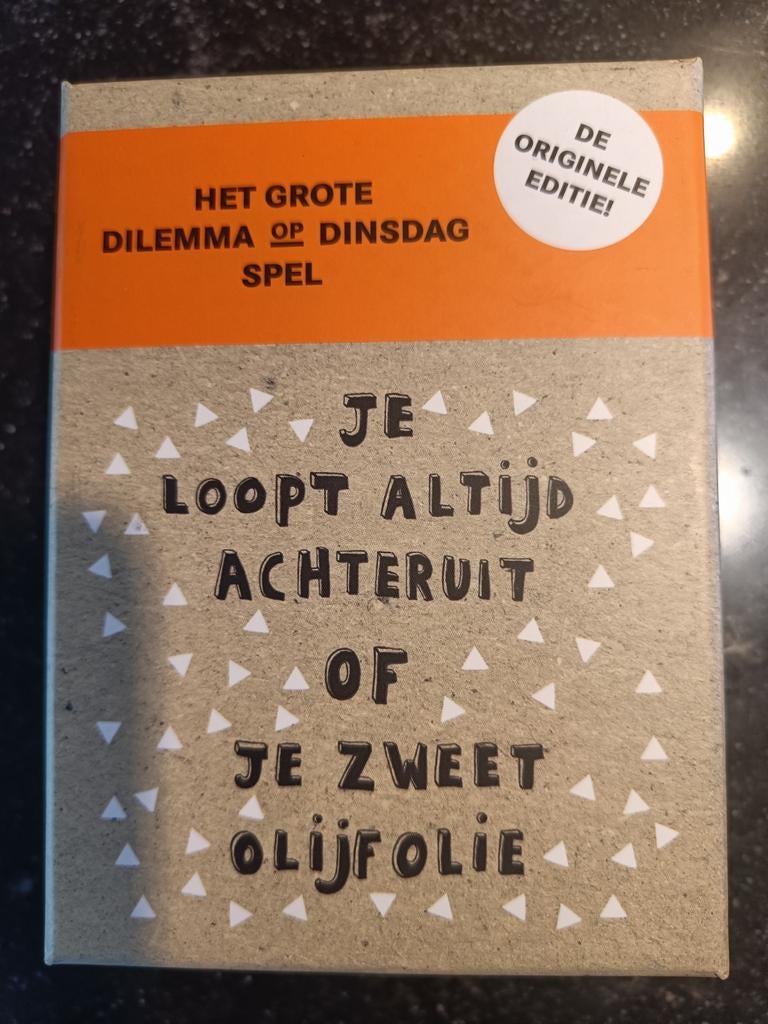 HET GROTE
DILEMMA OP DINSDAG
SPEL
DE
ORIGINELE
EDITIE!
JE
LOOPT ALTIJD
ACHTERUIT
OF
JE ZWEET
OLIJFOLIE